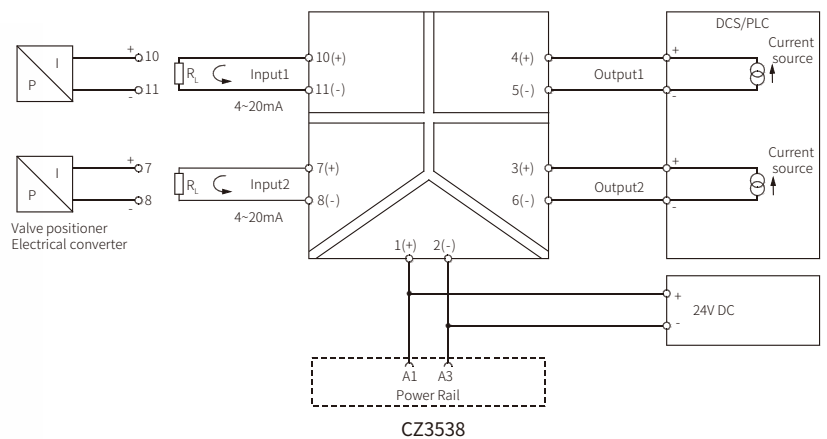 DCS/PLC
I
P
+
10
-
11
RL
Input1
4~20mA
10(+)
11(-)
4(+)
5(-)
Output1
+
-
Current
source
I
P
+
7
-
8
RL
Input2
4~20mA
7(+)
8(-)
3(+)
6(-)
Output2
+
-
Current
source
Valve positioner
Electrical converter
1(+) 2(-)
+
-
24V DC
A1 A3
Power Rail
CZ3538